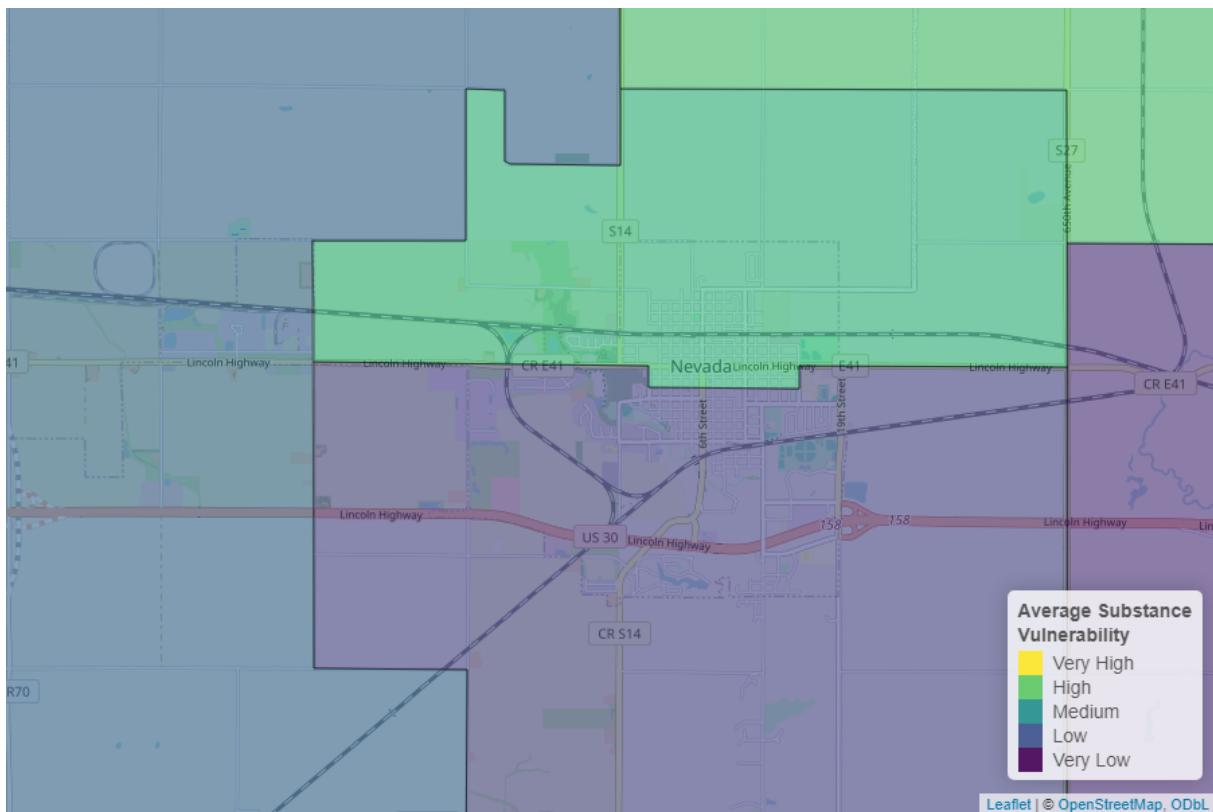 S27
650th Avenue
S14
41
Lincoln Highway
Lincoln Highway
CR E41
Nevada
Lincoln Highway
E41
Lincoln Highway
CR E41
6th Street
19th Street
Lincoln Highway
US 30
Lincoln Highway
158
158
Lincoln Highway
Lin
CR S14
R70
Average Substance
Vulnerability
Very High
High
Medium
Low
Very Low
Leaflet | © OpenStreetMap, ODbL